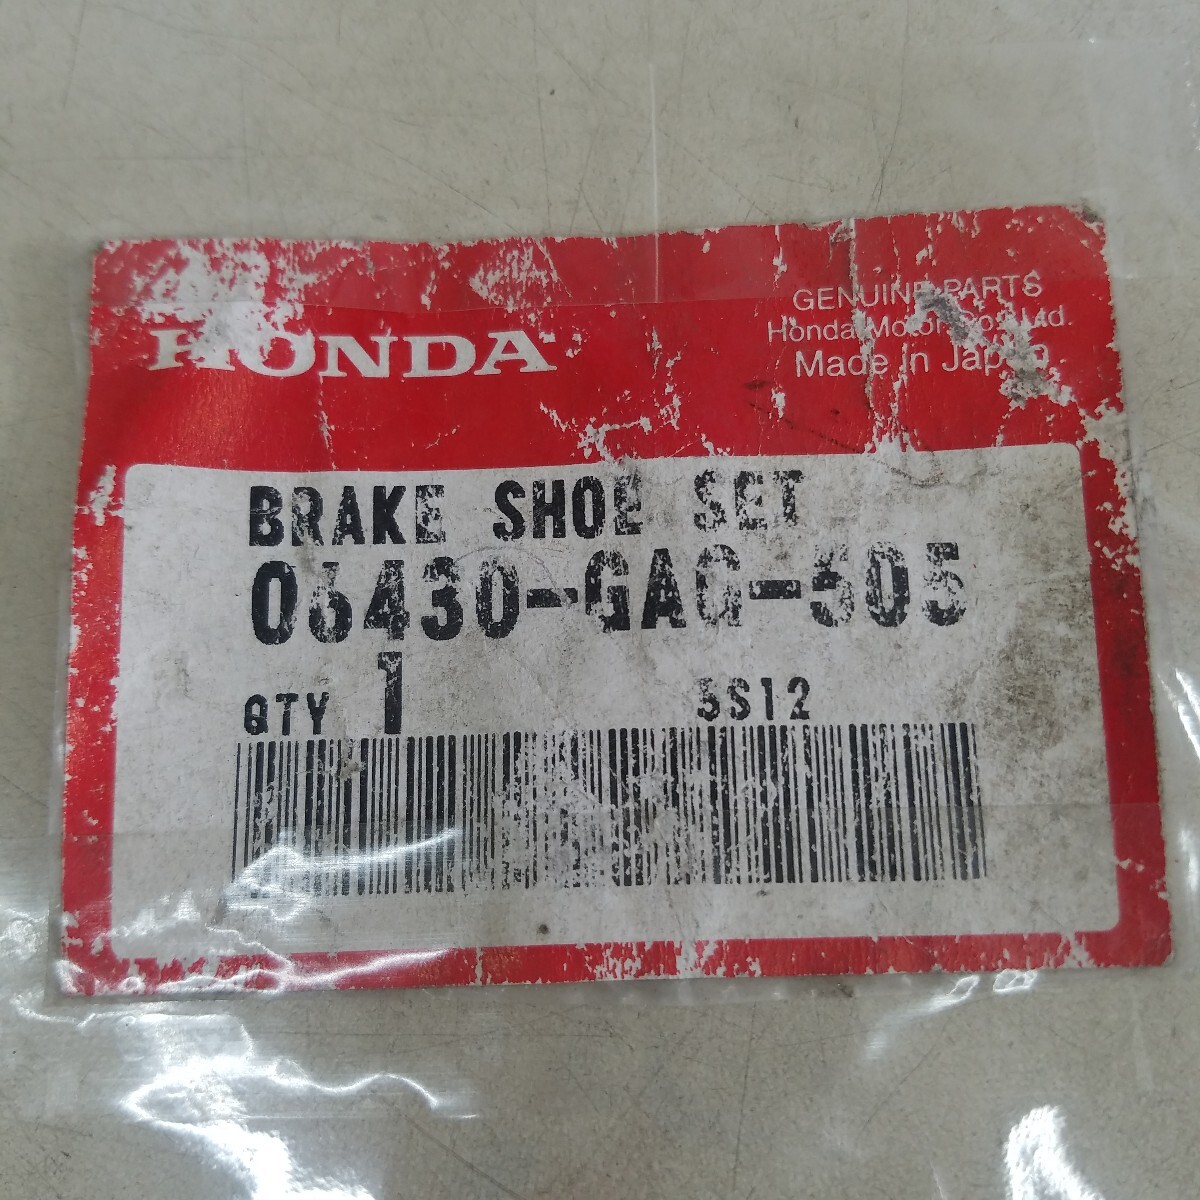 HONDA
GENUINE PARTS
Honda Motor Co., Ltd.
Made in Japan
BRAKE SHOE SET
06430-GAG-505
QTY 1 5S12